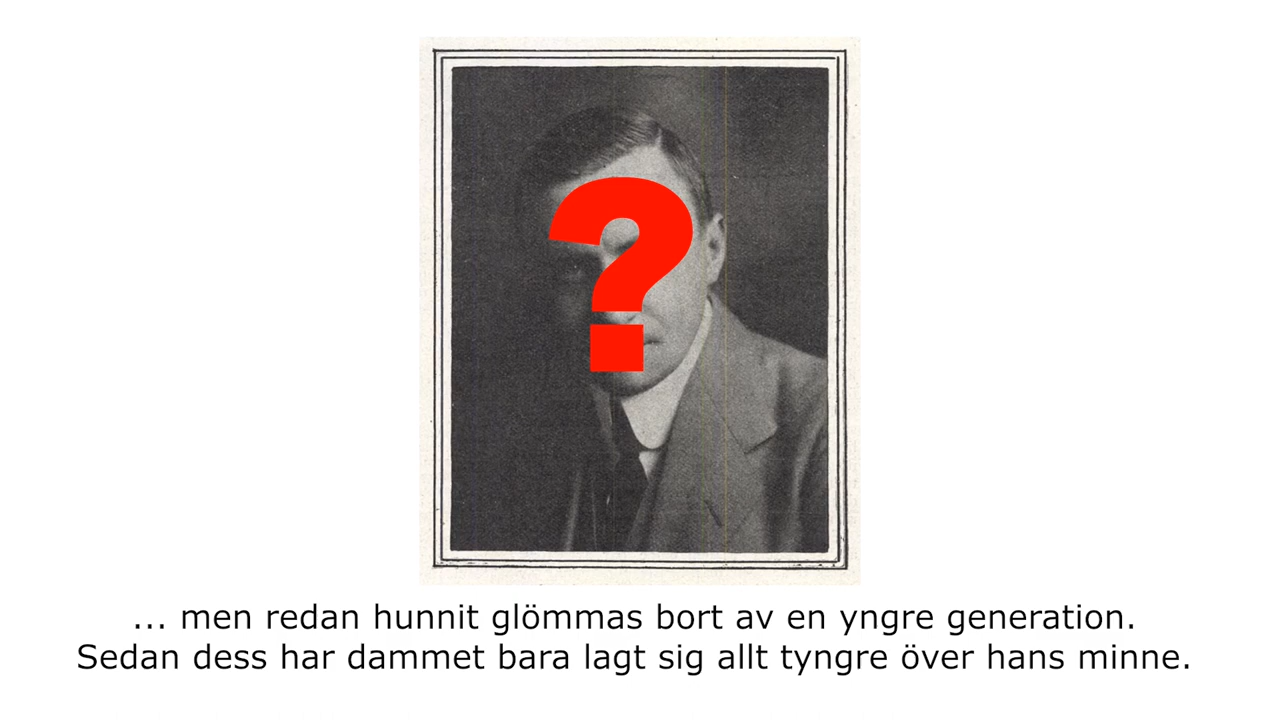 ?
... men redan hunnit glömmas bort av en yngre generation.
Sedan dess har dammet bara lagt sig allt tyngre över hans minne.